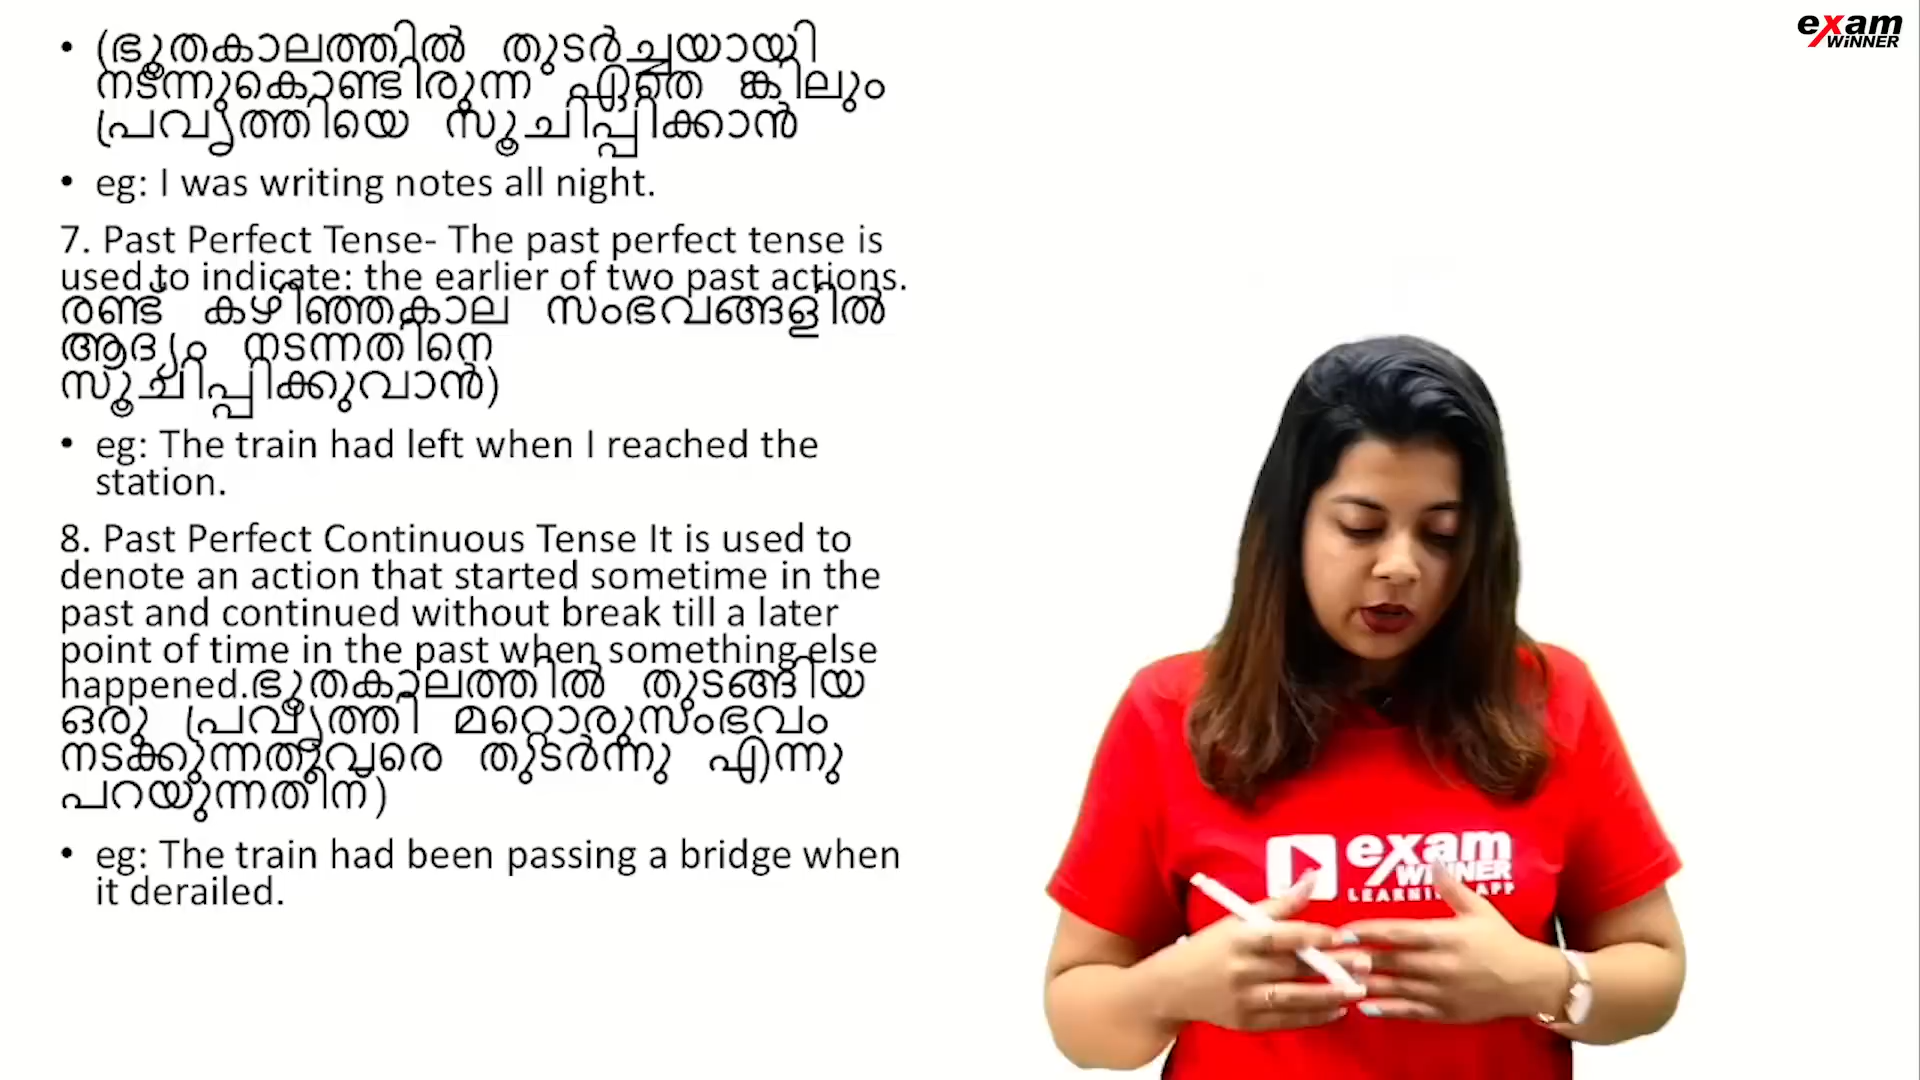 exam
WINNER
• (ഭൂതകാലത്തിൽ തുടർച്ചയായി
നടന്നുകൊണ്ടിരുന്ന ഏതെ ങ്കിലും
പ്രവൃത്തിയെ സൂചിപ്പിക്കാൻ
• eg: I was writing notes all night.
7. Past Perfect Tense- The past perfect tense is
used to indicate: the earlier of two past actions.
രണ്ട് കഴിഞ്ഞകാല സംഭവങ്ങളിൽ
ആദ്യം നടന്നതിനെ
സൂചിപ്പിക്കുവാൻ)
• eg: The train had left when I reached the
station.
8. Past Perfect Continuous Tense It is used to
denote an action that started sometime in the
past and continued without break till a later
point of time in the past when something else
happened.ഭൂതകാലത്തിൽ തുടങ്ങിയ
ഒരു പ്രവൃത്തി മറ്റൊരുസംഭവം
നടക്കുന്നതുവരെ തുടർന്നു എന്നു
പറയുന്നതിന്)
• eg: The train had been passing a bridge when
it derailed.
exam
WINNER
LEARNING APP